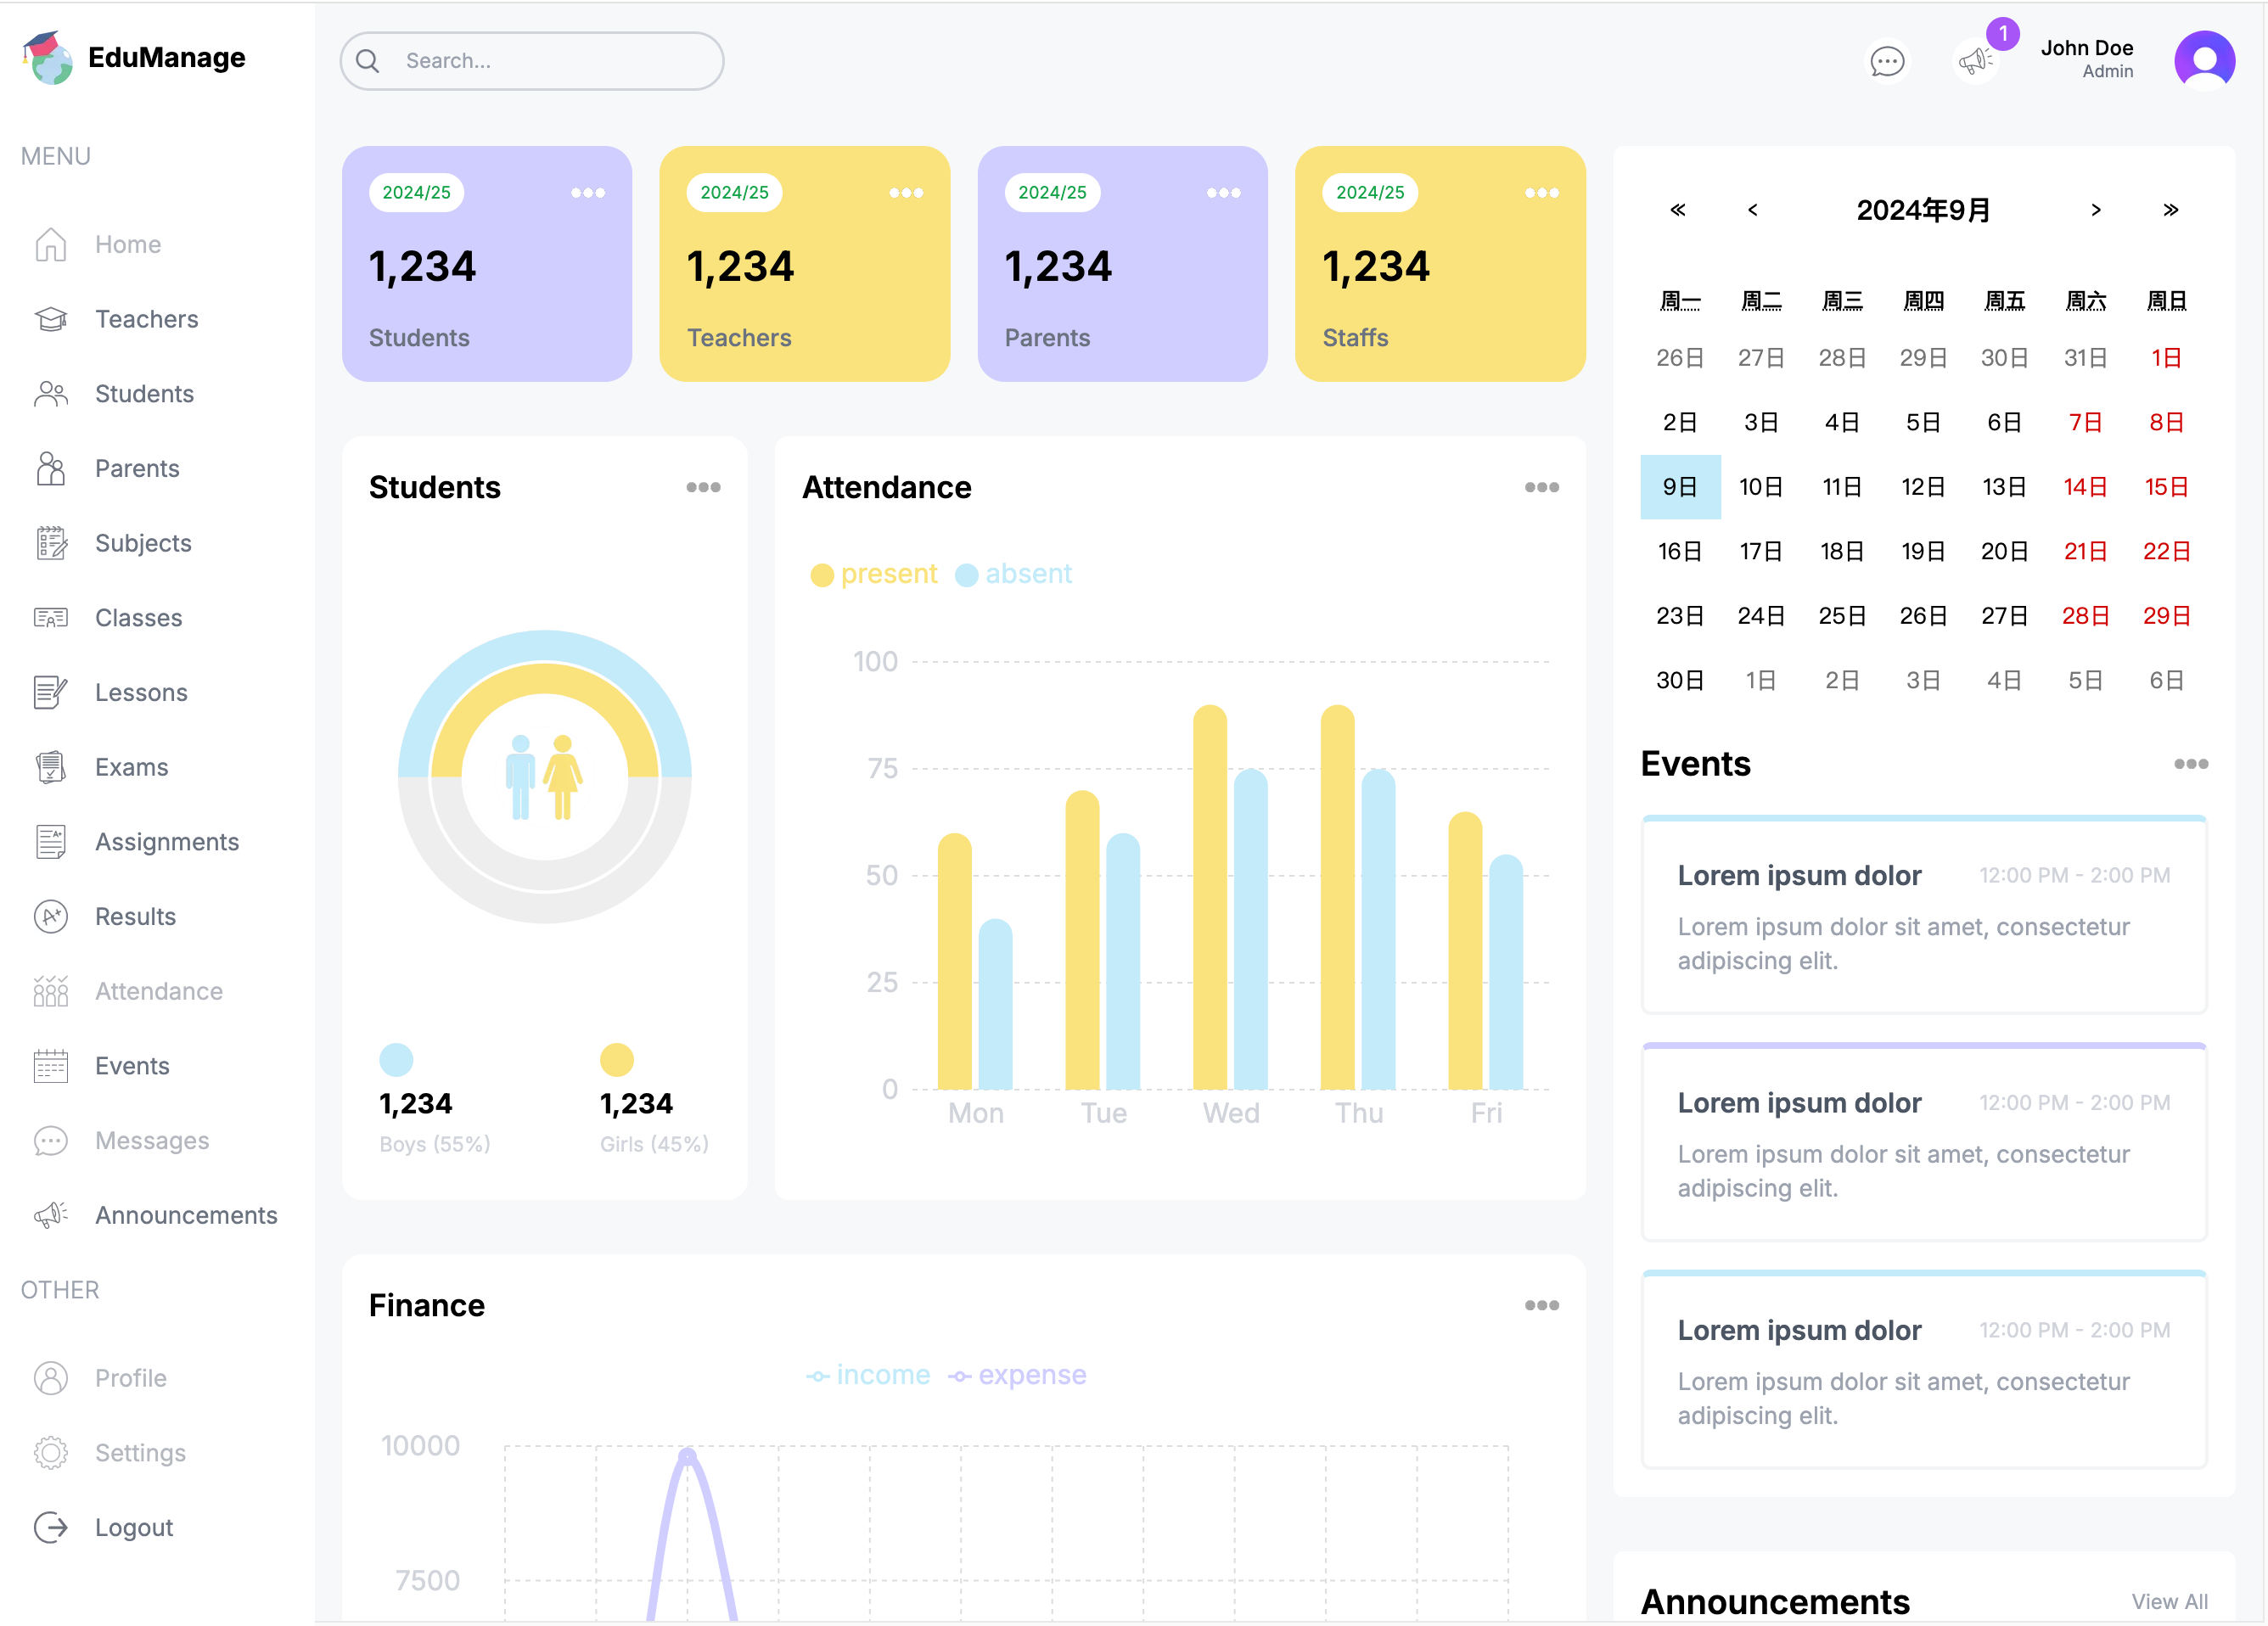 EduManage
Search...
1
John Doe
Admin
MENU
Home
Teachers
Students
Parents
Subjects
Classes
Lessons
Exams
Assignments
Results
Attendance
Events
Messages
Announcements
OTHER
Profile
Settings
Logout
2024/25
1,234
Students
2024/25
1,234
Teachers
2024/25
1,234
Parents
2024/25
1,234
Staffs
Students
1,234
Boys (55%)
1,234
Girls (45%)
Attendance
present absent
100
75
50
25
0
Mon Tue Wed Thu Fri
Finance
income expense
10000
7500
« ‹ 2024年9月 › »
周一 周二 周三 周四 周五 周六 周日
26日 27日 28日 29日 30日 31日 1日
2日 3日 4日 5日 6日 7日 8日
9日 10日 11日 12日 13日 14日 15日
16日 17日 18日 19日 20日 21日 22日
23日 24日 25日 26日 27日 28日 29日
30日 1日 2日 3日 4日 5日 6日
Events
Lorem ipsum dolor 12:00 PM - 2:00 PM
Lorem ipsum dolor sit amet, consectetur
adipiscing elit.
Lorem ipsum dolor 12:00 PM - 2:00 PM
Lorem ipsum dolor sit amet, consectetur
adipiscing elit.
Lorem ipsum dolor 12:00 PM - 2:00 PM
Lorem ipsum dolor sit amet, consectetur
adipiscing elit.
Announcements View All